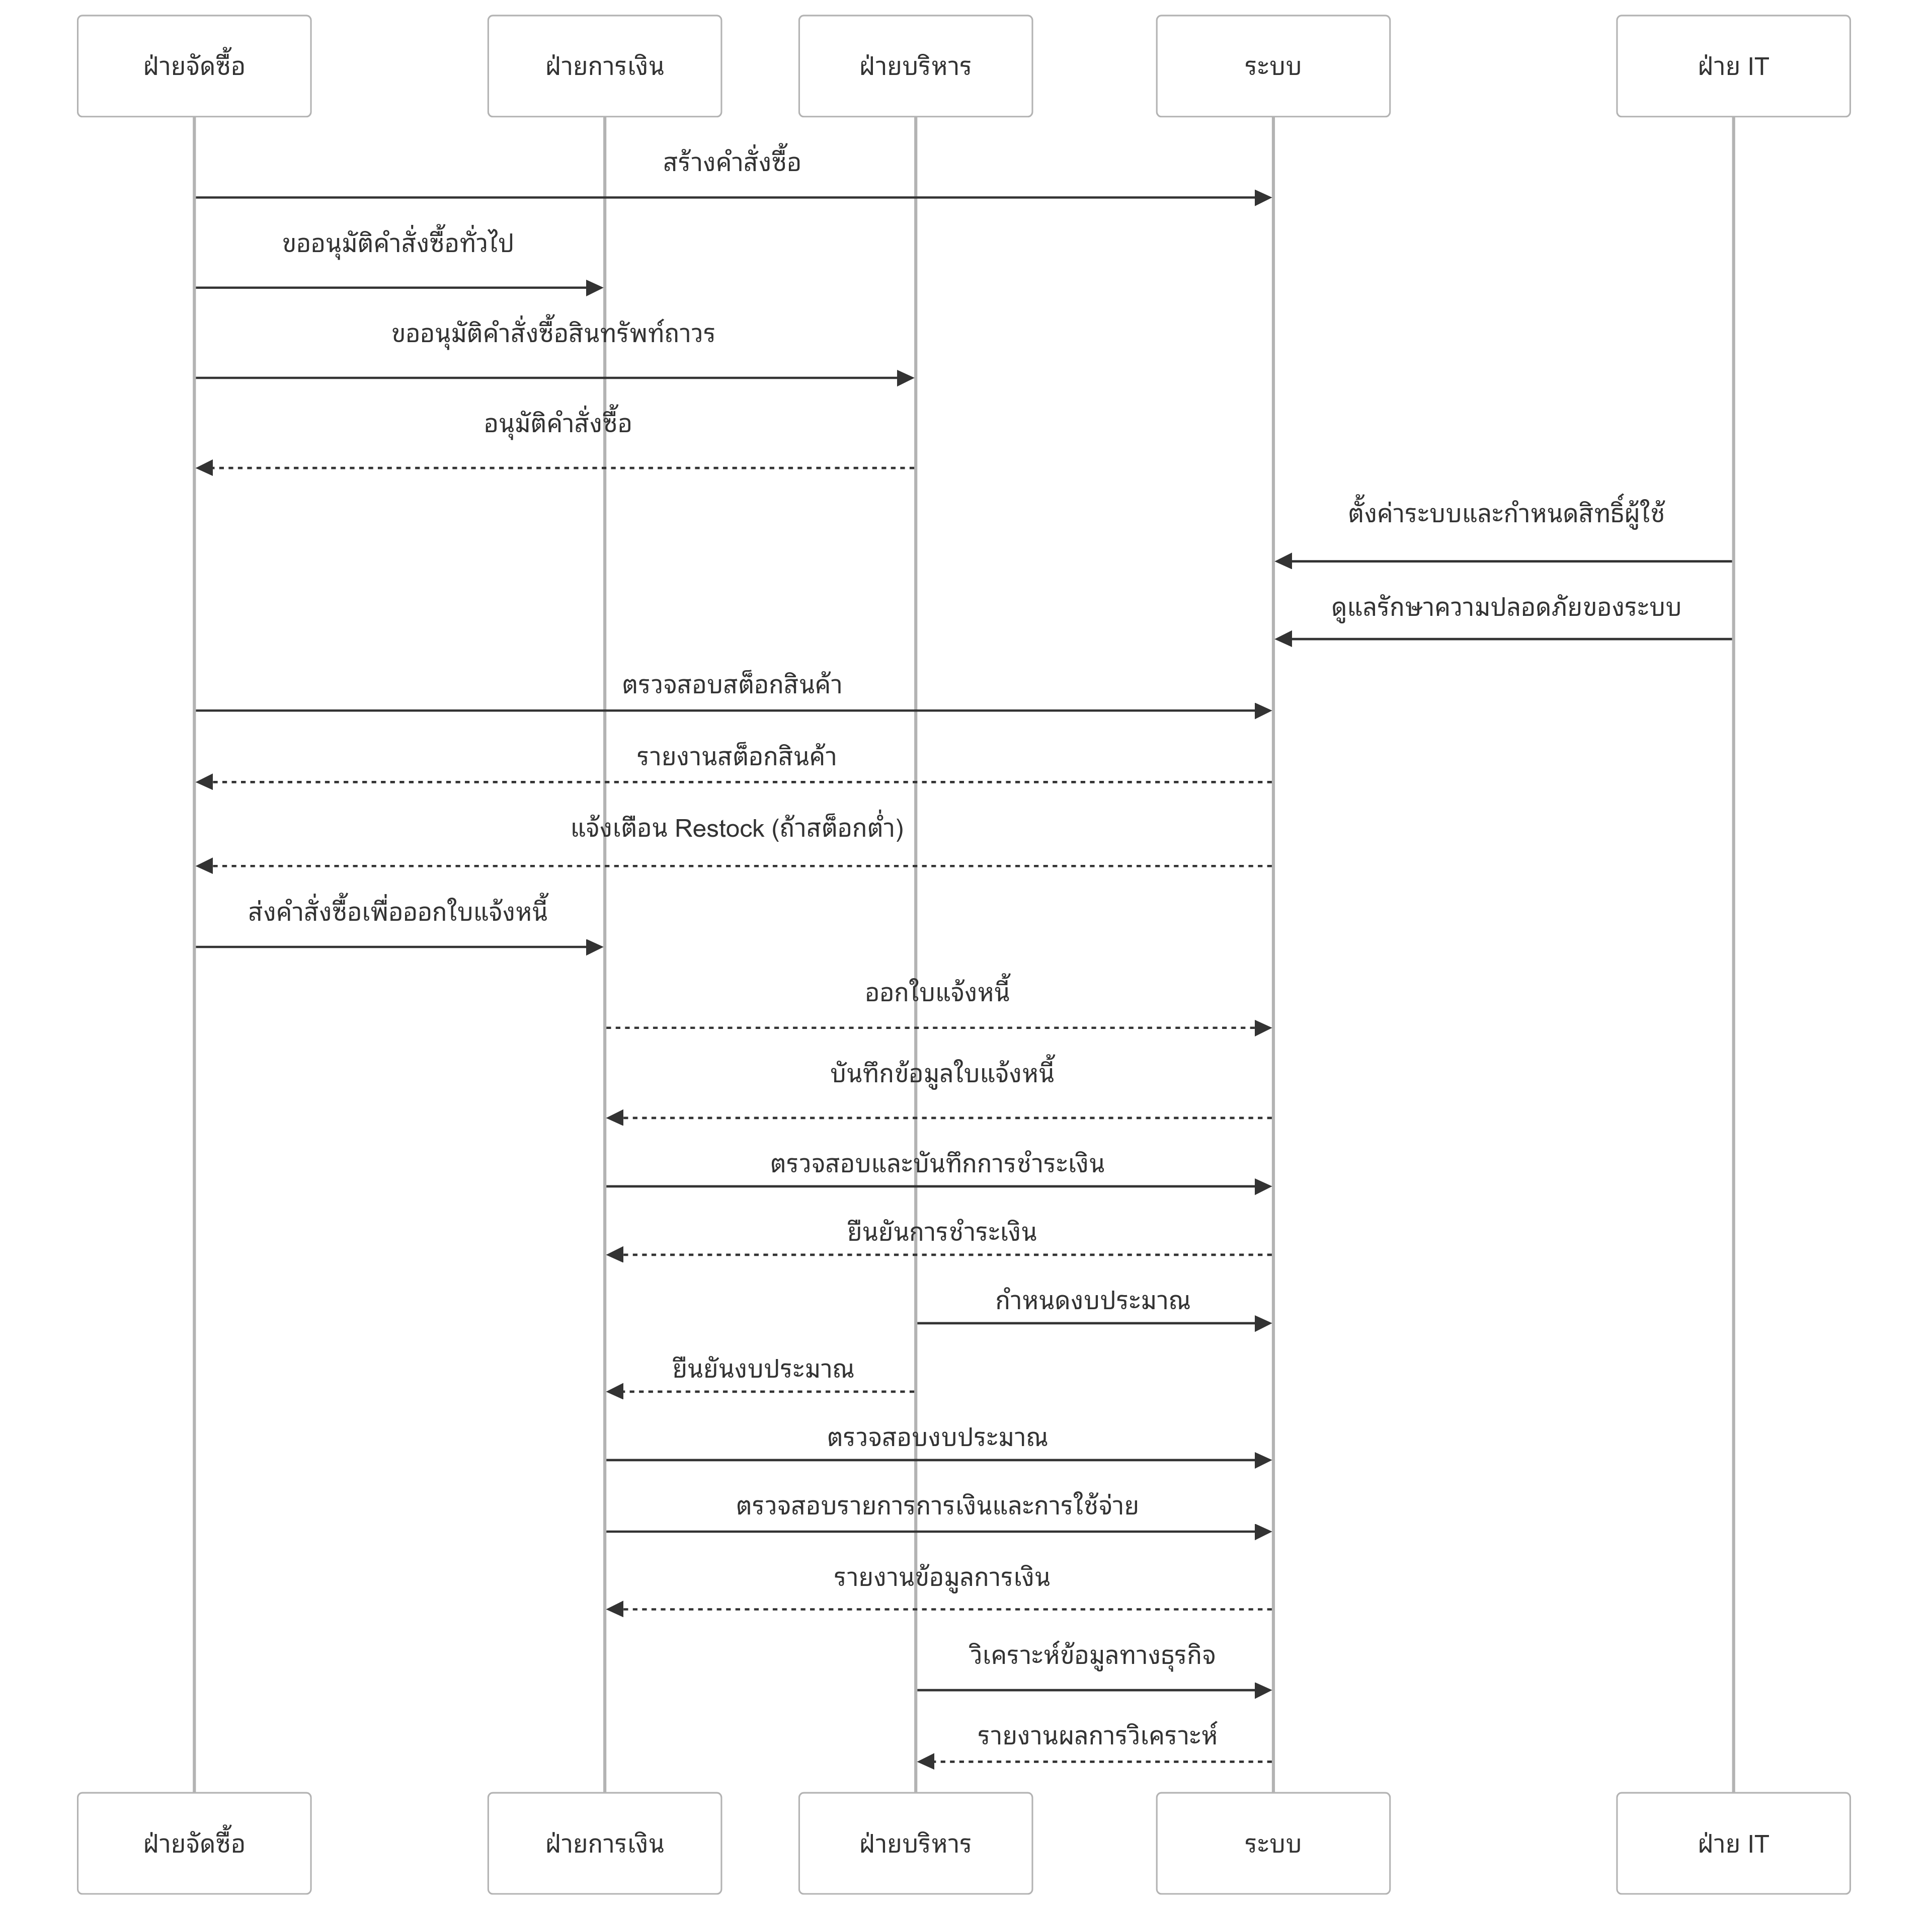 ฝ่ายจัดซื้อ
ฝ่ายการเงิน
ฝ่ายบริหาร
ระบบ
ฝ่าย IT
สร้างคำสั่งซื้อ
ขออนุมัติคำสั่งซื้อทั่วไป
ขออนุมัติคำสั่งซื้อสินทรัพท์ถาวร
อนุมัติคำสั่งซื้อ
ตั้งค่าระบบและกำหนดสิทธิ์ผู้ใช้
ดูแลรักษาความปลอดภัยของระบบ
ตรวจสอบสต็อกสินค้า
รายงานสต็อกสินค้า
แจ้งเตือน Restock (ถ้าสต็อกต่ำ)
ส่งคำสั่งซื้อเพื่อออกใบแจ้งหนี้
ออกใบแจ้งหนี้
บันทึกข้อมูลใบแจ้งหนี้
ตรวจสอบและบันทึกการชำระเงิน
ยืนยันการชำระเงิน
กำหนดงบประมาณ
ยืนยันงบประมาณ
ตรวจสอบงบประมาณ
ตรวจสอบรายการการเงินและการใช้จ่าย
รายงานข้อมูลการเงิน
วิเคราะห์ข้อมูลทางธุรกิจ
รายงานผลการวิเคราะห์
ฝ่ายจัดซื้อ
ฝ่ายการเงิน
ฝ่ายบริหาร
ระบบ
ฝ่าย IT